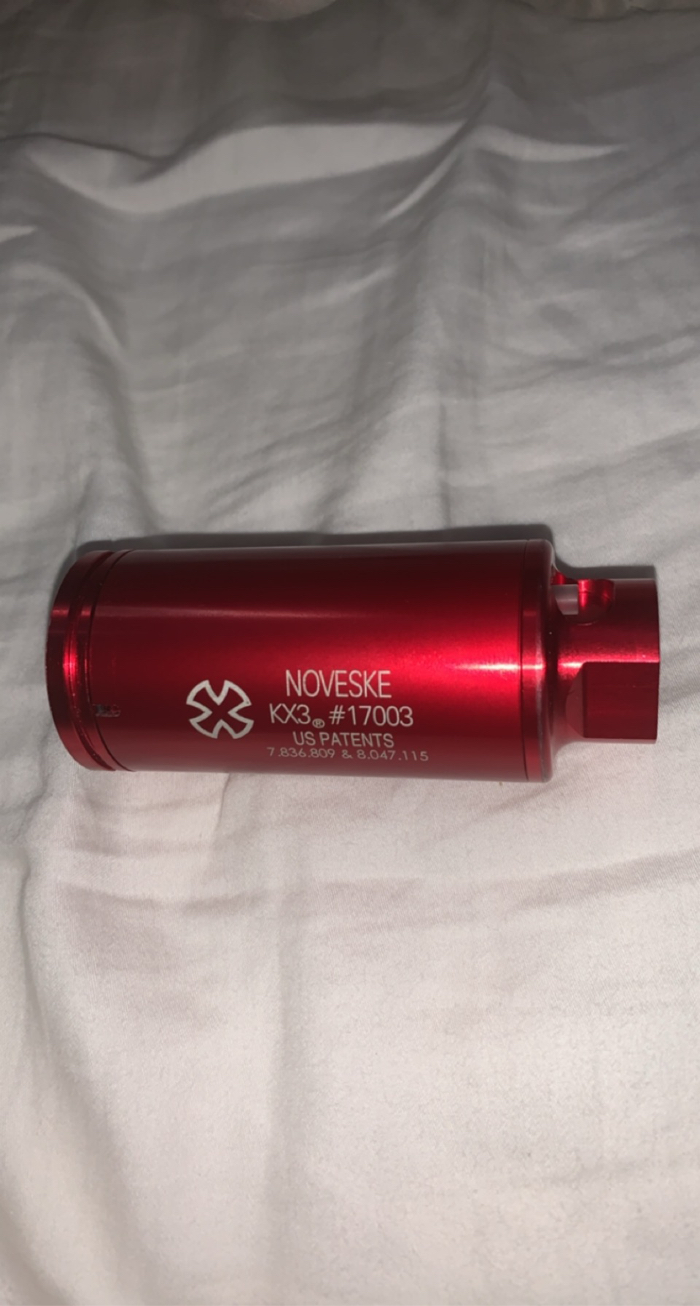 NOVESKE
KX3® #17003
US PATENTS
7.836.809 & 8.047.115